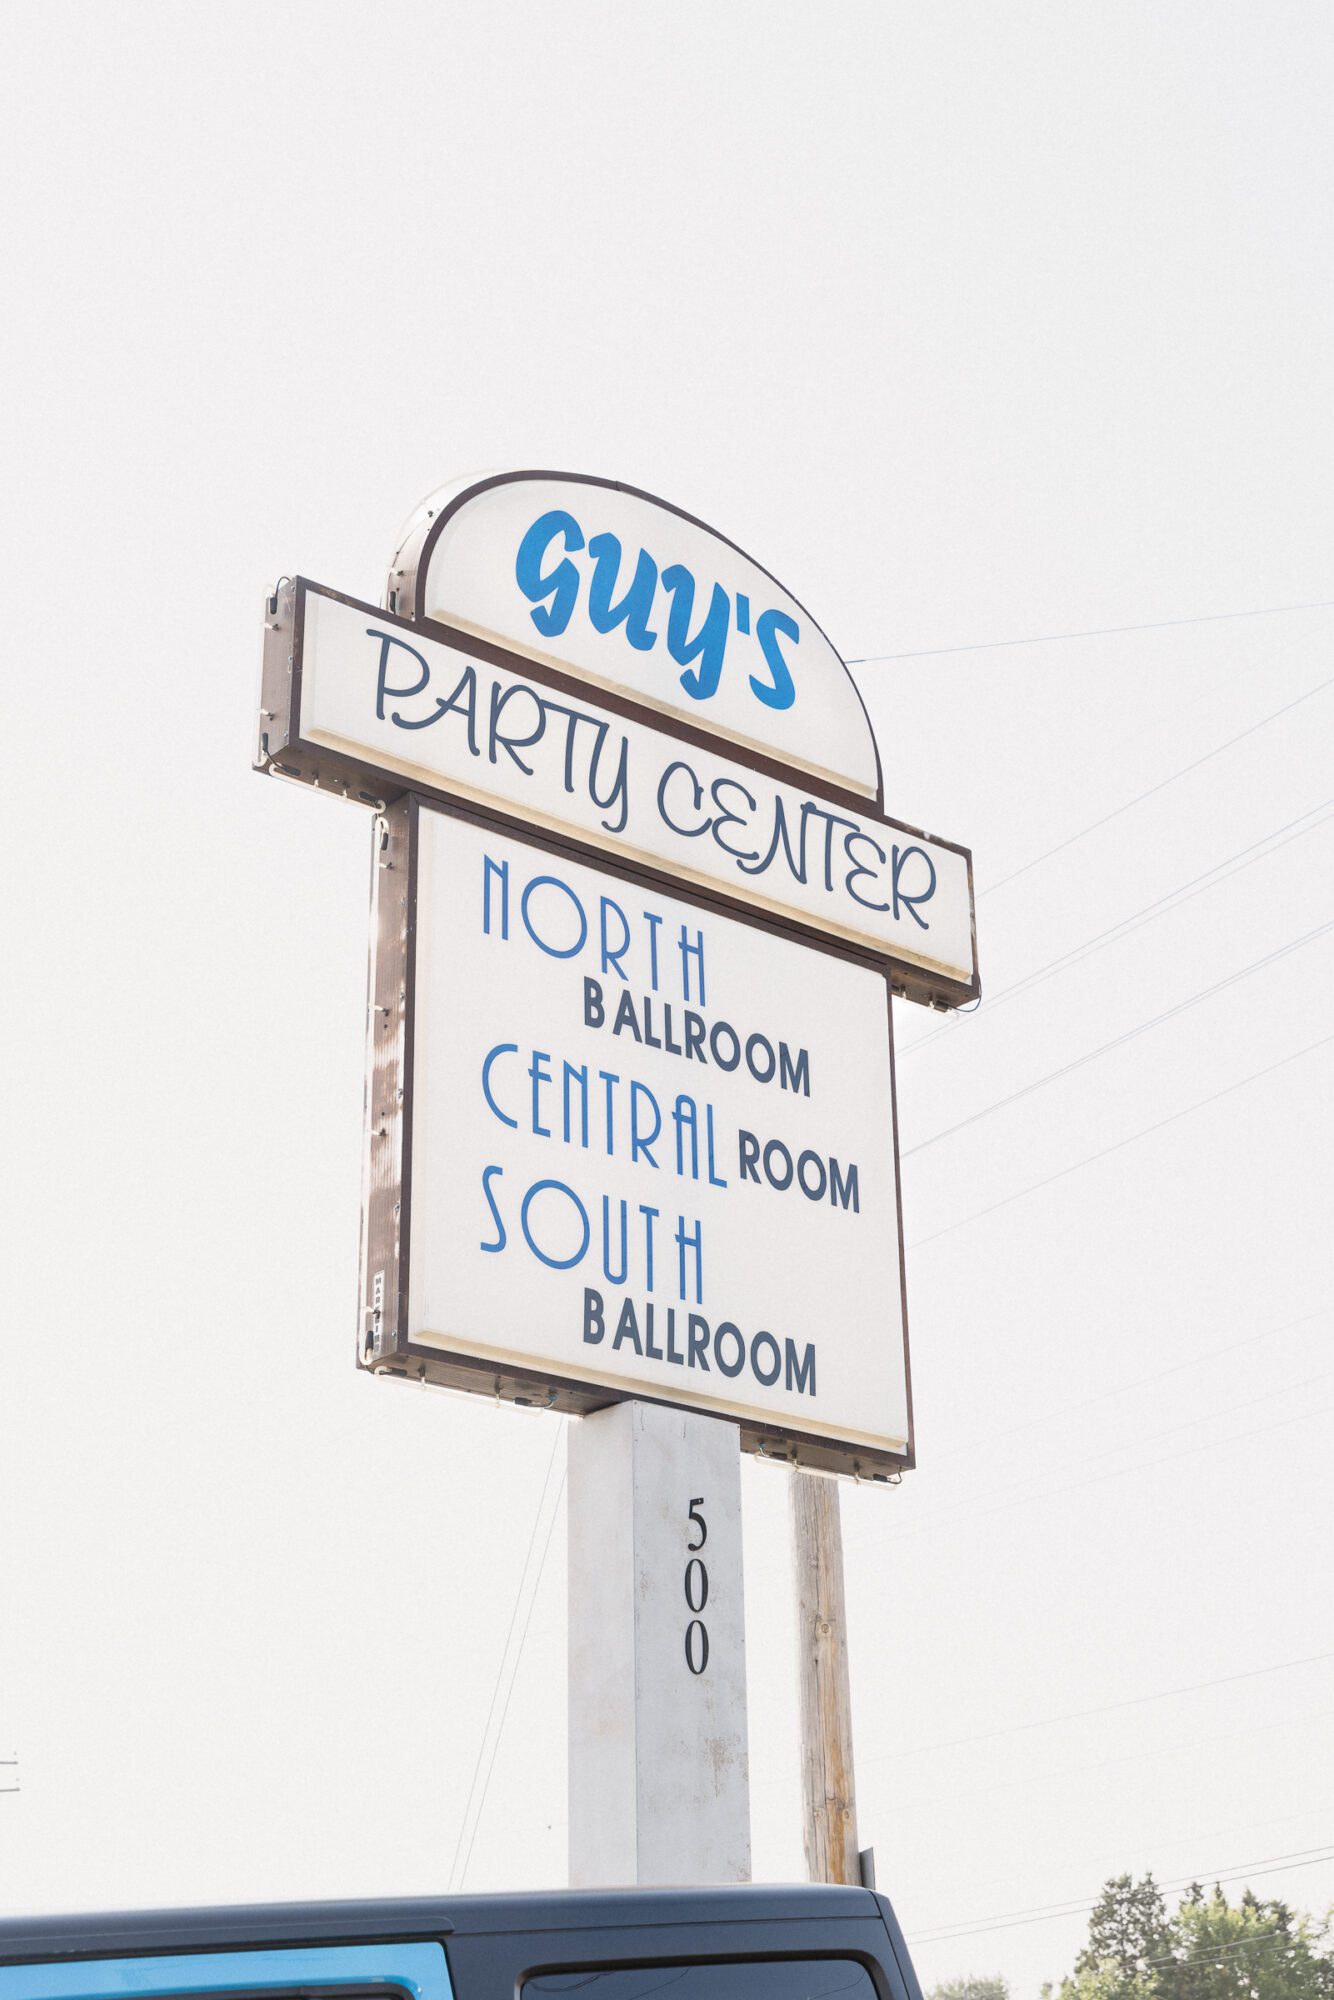 GUY'S
PARTY CENTER
NORTH
BALLROOM
CENTRAL ROOM
SOUTH
BALLROOM
500